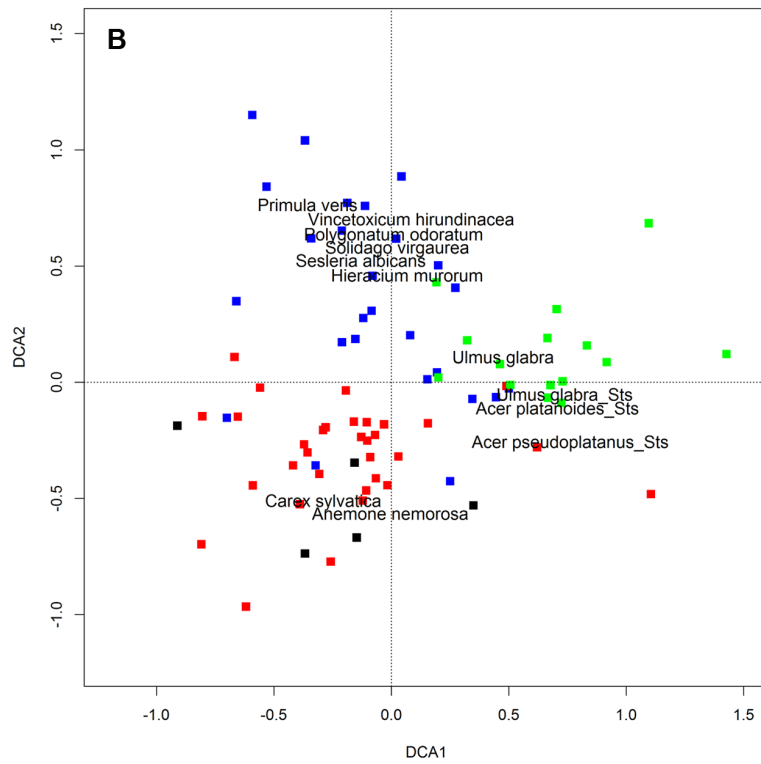 B
1.5
1.0
0.5
0.0
-0.5
-1.0
DCA2
Primula veris
Vincetoxicum hirundinacea
Polygonatum odoratum
Solidago virgaurea
Sesleria albicans
Hieracium murorum
Ulmus glabra
Ulmus glabra_Sts
Acer platanoides_Sts
Acer pseudoplatanus_Sts
Carex sylvatica
Anemone nemorosa
-1.0 -0.5 0.0 0.5 1.0 1.5
DCA1